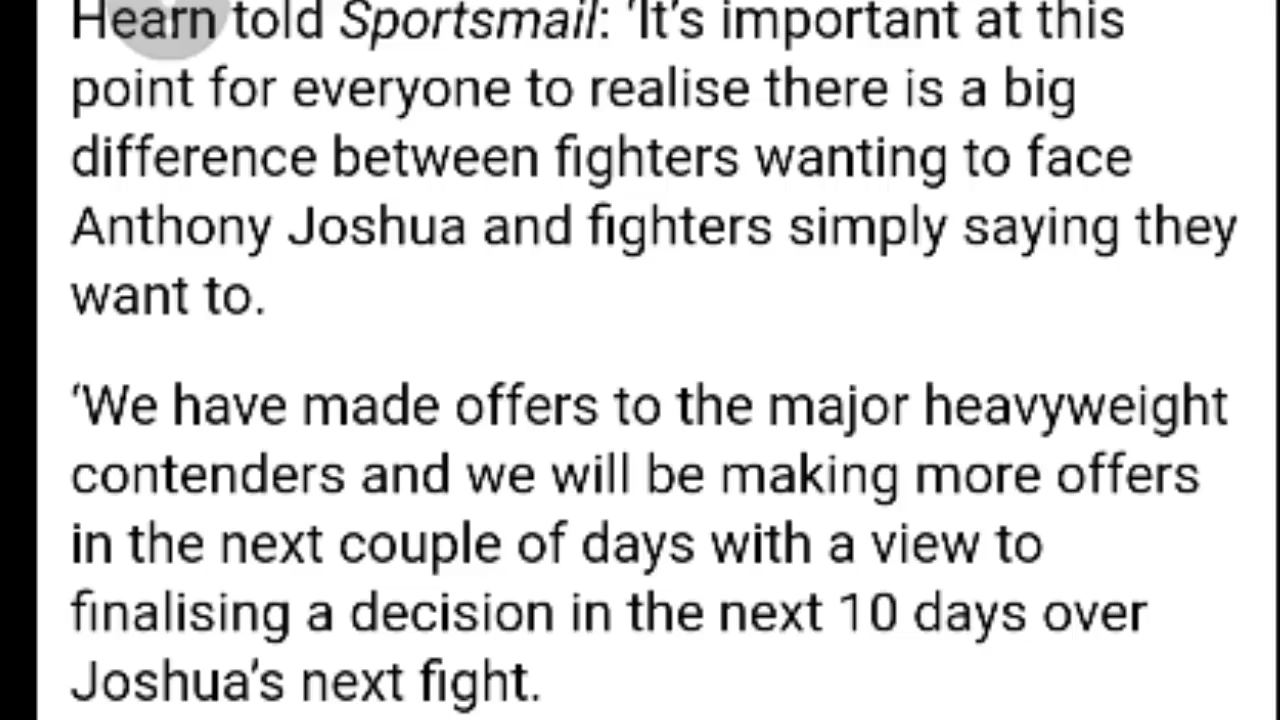 Hearn told Sportsmail: ‘It’s important at this
point for everyone to realise there is a big
difference between fighters wanting to face
Anthony Joshua and fighters simply saying they
want to.
‘We have made offers to the major heavyweight
contenders and we will be making more offers
in the next couple of days with a view to
finalising a decision in the next 10 days over
Joshua’s next fight.